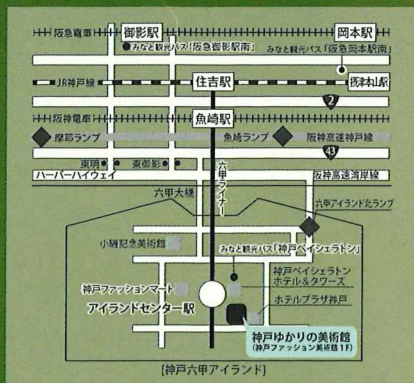 阪急電車
御影駅
岡本駅
みなと観光バス「阪急御影駅南」
みなと観光バス「阪急岡本駅南」
JR神戸線
住吉駅
摂津本山駅
2
阪神電車
魚崎駅
摩耶ランプ
魚崎ランプ
阪神高速神戸線
43
東明
東御影
ハーバーハイウェイ
六甲ライナー
阪神高速湾岸線
六甲大橋
六甲アイランド北ランプ
小磯記念美術館
みなと観光バス「神戸ベイシェラトン」
神戸ベイシェラトン
ホテル&タワーズ
神戸ファッションマート
ホテルプラザ神戸
アイランドセンター駅
神戸ゆかりの美術館
(神戸ファッション美術館1F)
[神戸六甲アイランド]